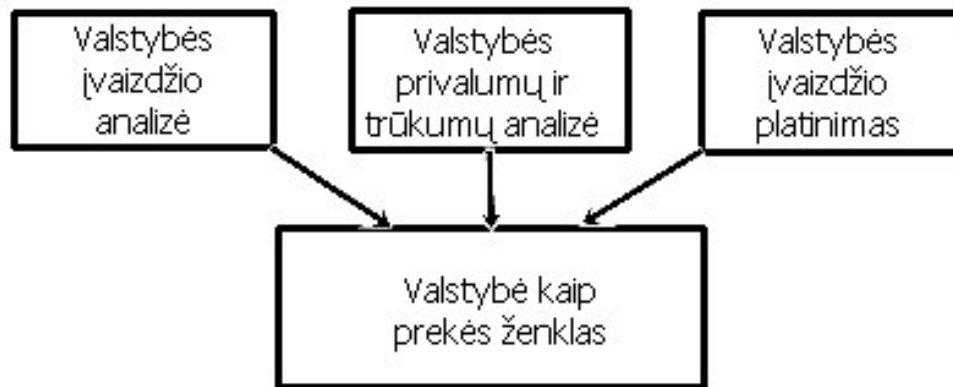 Valstybės
įvaizdžio
analizė
Valstybės
privalumų ir
trūkumų analizė
Valstybės
įvaizdžio
platinimas
Valstybė kaip
prekės ženklas